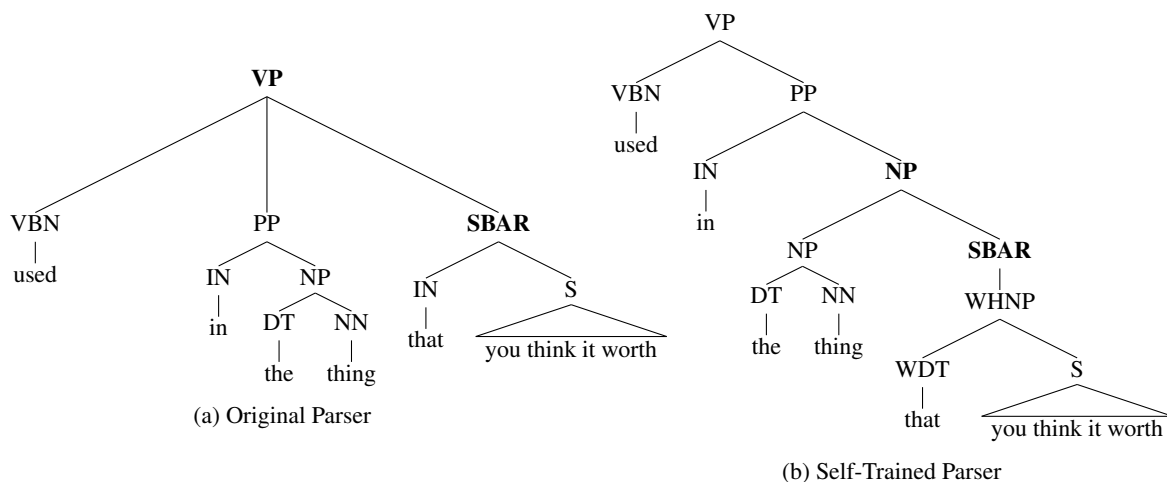 VP
VBN PP SBAR
used IN NP IN S
in DT NN that you think it worth
the thing
(a) Original Parser
VP
VBN PP
used IN NP
in NP SBAR
DT NN WHNP
the thing WDT S
that you think it worth
(b) Self-Trained Parser